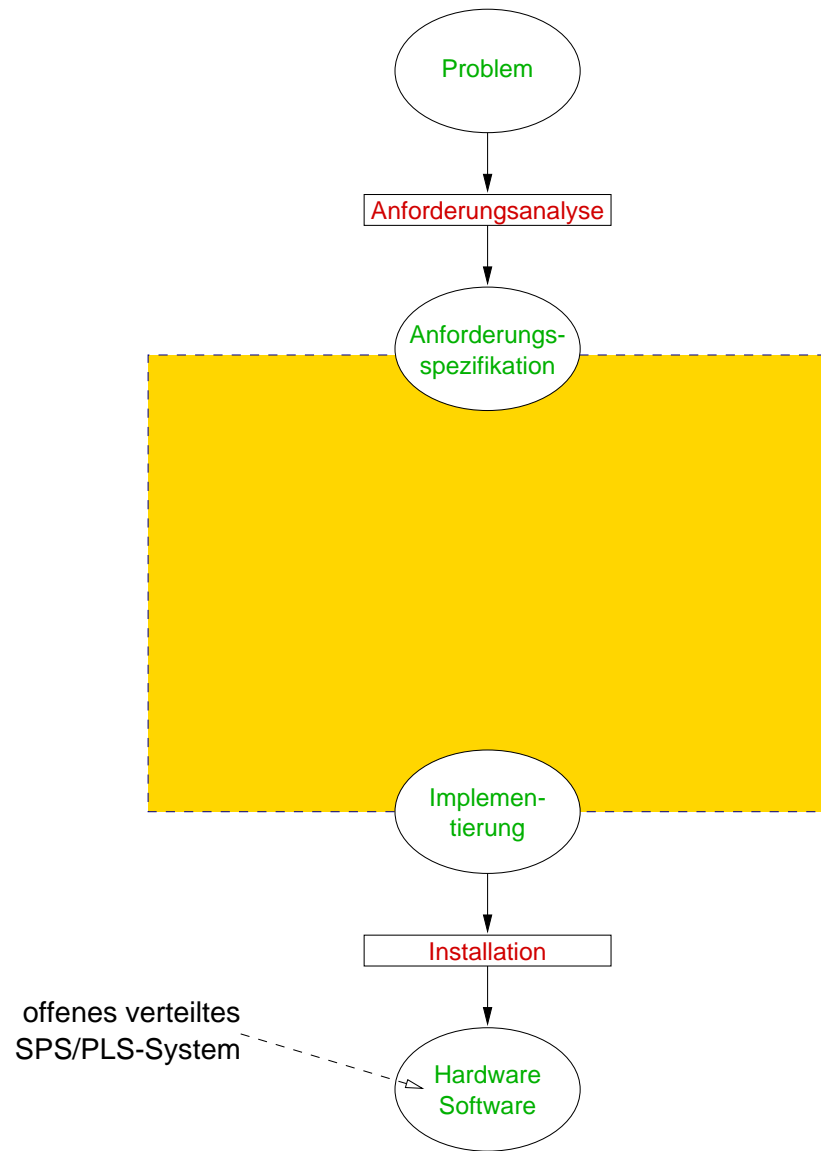 Problem
Anforderungsanalyse
Anforderungs-
spezifikation
Implemen-
tierung
Installation
offenes verteiltes
SPS/PLS-System
Hardware
Software